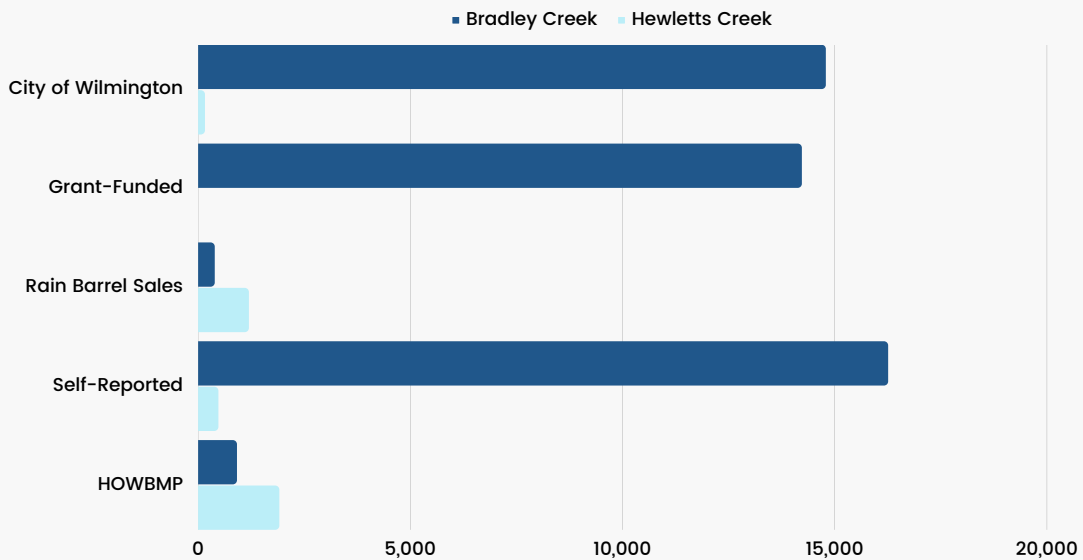 Bradley Creek Hewletts Creek
City of Wilmington
Grant-Funded
Rain Barrel Sales
Self-Reported
HOWBMP
0 5,000 10,000 15,000 20,000